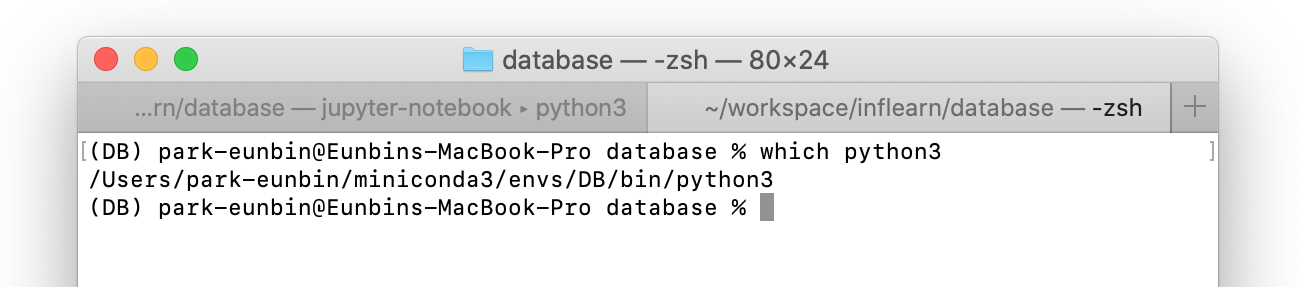 database — -zsh — 80×24
...rn/database — jupyter-notebook ▸ python3
~/workspace/inflearn/database — -zsh
[(DB) park-eunbin@Eunbins-MacBook-Pro database % which python3 ]
/Users/park-eunbin/miniconda3/envs/DB/bin/python3
(DB) park-eunbin@Eunbins-MacBook-Pro database %